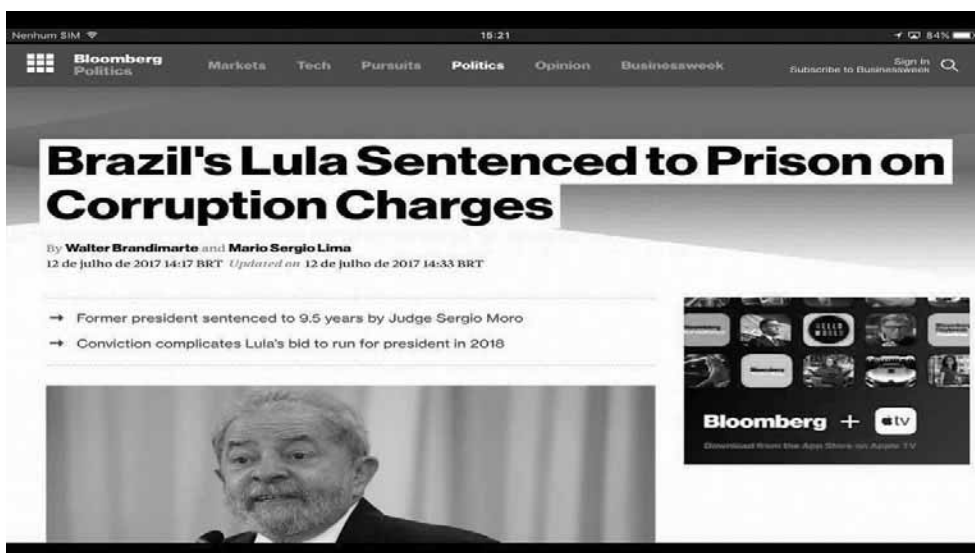 Nenhum SIM 15:21 84%
Bloomberg Politics Markets Tech Pursuits Politics Opinion Businessweek Sign In Subscribe to Businessweek
Brazil's Lula Sentenced to Prison on
Corruption Charges
By Walter Brandimarte and Mario Sergio Lima
12 de julho de 2017 14:17 BRT Updated on 12 de julho de 2017 14:33 BRT
→ Former president sentenced to 9.5 years by Judge Sergio Moro
→ Conviction complicates Lula's bid to run for president in 2018
HELLO WORLD
Bloomberg + tv
Download from the App Store on Apple TV